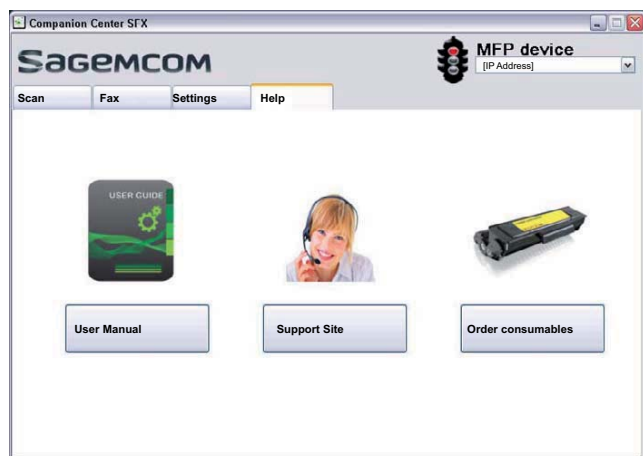 Companion Center SFX
Sagemcom
MFP device
[IP Address]
Scan Fax Settings Help
USER GUIDE
User Manual Support Site Order consumables